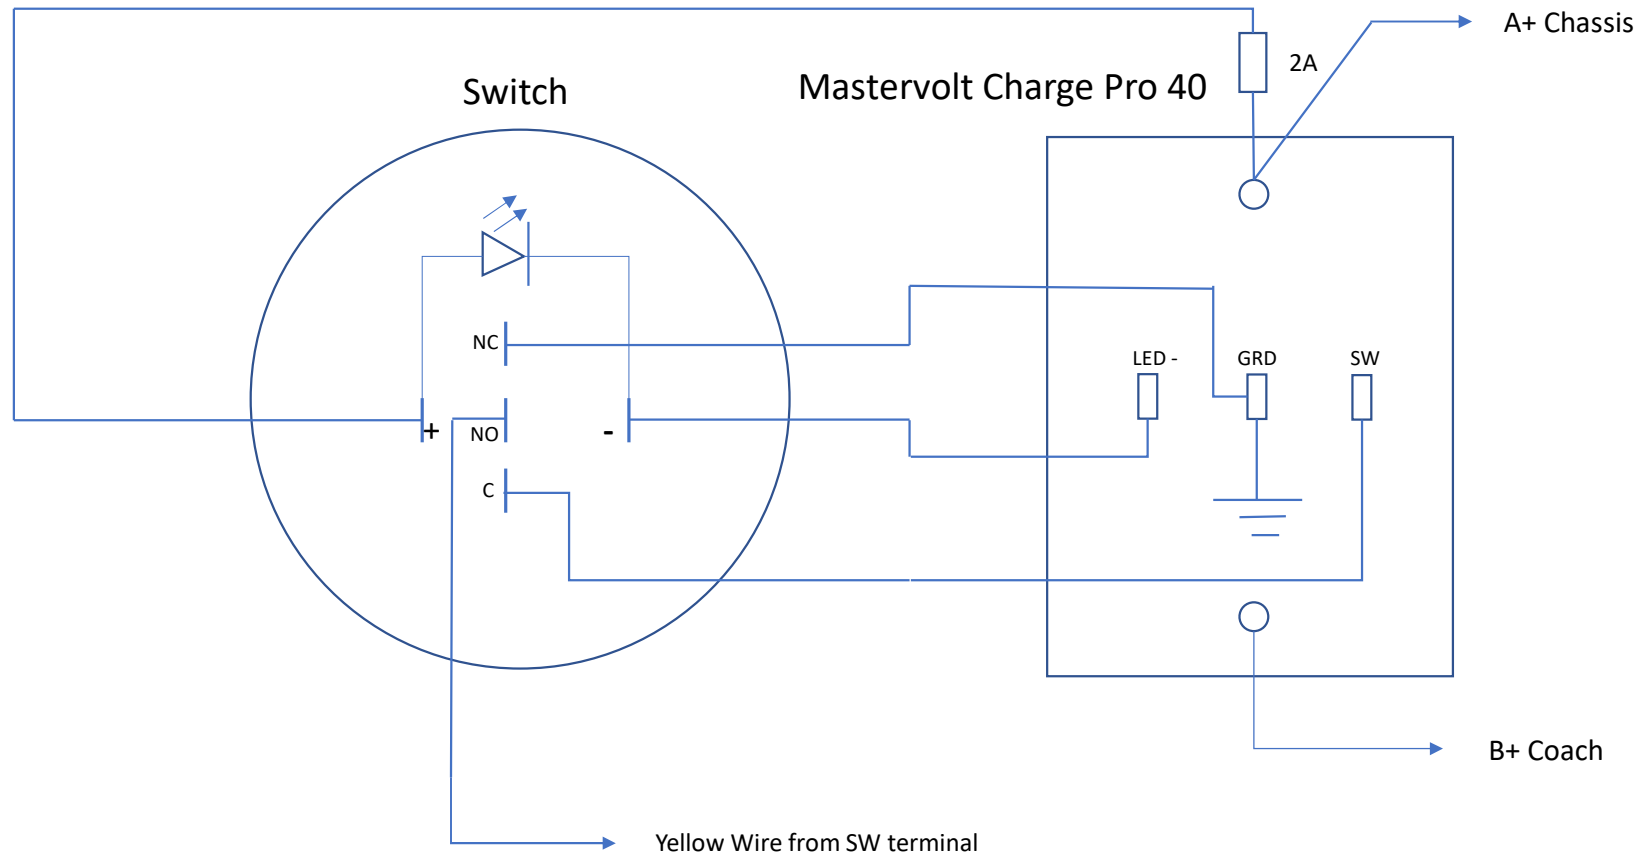 A+ Chassis
2A
Switch
Mastervolt Charge Pro 40
NC
LED -
GRD
SW
+
NO
-
C
B+ Coach
Yellow Wire from SW terminal